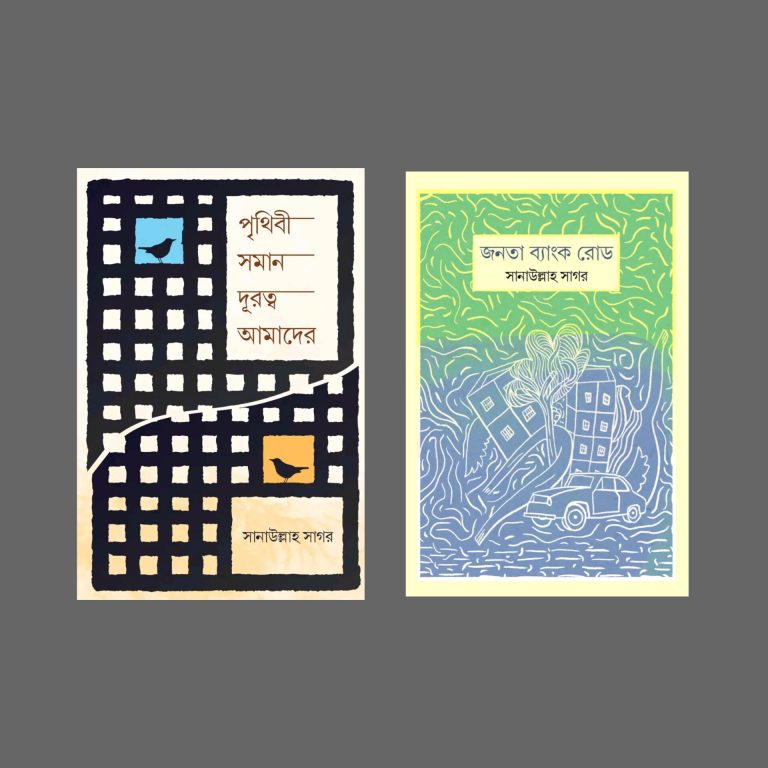 পৃথিবী
সমান
দূরত্ব
আমাদের
সানাউল্লাহ সাগর
জনতা ব্যাংক রোড
সানাউল্লাহ সাগর